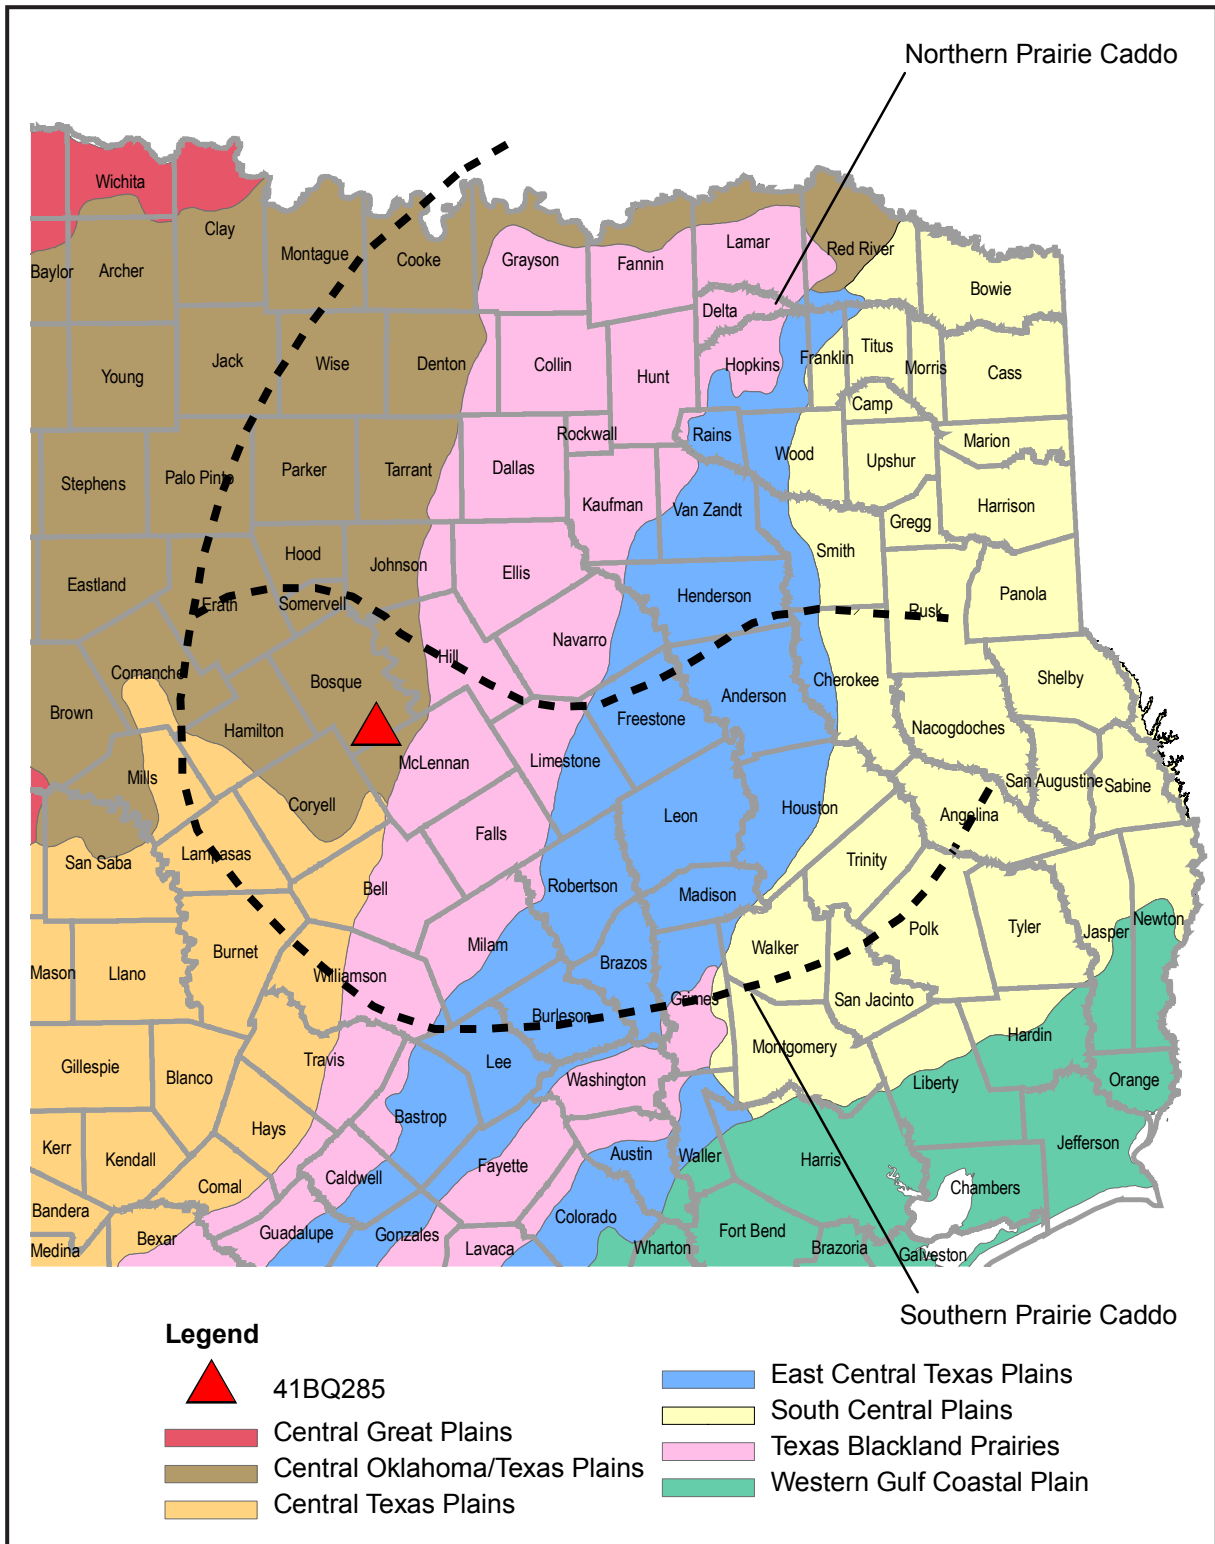 Northern Prairie Caddo
Wichita
Clay
Montague
Cooke
Grayson
Fannin
Lamar
Red River
Bowie
Baylor
Archer
Delta
Young
Jack
Wise
Denton
Collin
Hunt
Hopkins
Franklin
Titus
Morris
Cass
Camp
Rockwall
Rains
Wood
Upshur
Marion
Stephens
Palo Pinto
Parker
Tarrant
Dallas
Kaufman
Van Zandt
Gregg
Harrison
Smith
Eastland
Hood
Johnson
Ellis
Henderson
Rusk
Panola
Erath
Somervell
Navarro
Hill
Comanche
Bosque
Anderson
Cherokee
Shelby
Brown
Hamilton
Freestone
Nacogdoches
Mills
McLennan
Limestone
San Augustine
Sabine
Coryell
Leon
Houston
Angelina
San Saba
Lampasas
Falls
Trinity
Bell
Robertson
Madison
Mason
Llano
Burnet
Milam
Brazos
Walker
Polk
Tyler
Jasper
Newton
Williamson
Grimes
San Jacinto
Burleson
Gillespie
Blanco
Travis
Lee
Montgomery
Hardin
Washington
Liberty
Orange
Kerr
Kendall
Hays
Bastrop
Austin
Waller
Harris
Jefferson
Bandera
Comal
Caldwell
Fayette
Chambers
Medina
Bexar
Guadalupe
Gonzales
Lavaca
Colorado
Wharton
Fort Bend
Brazoria
Galveston
Southern Prairie Caddo
Legend
41BQ285
Central Great Plains
Central Oklahoma/Texas Plains
Central Texas Plains
East Central Texas Plains
South Central Plains
Texas Blackland Prairies
Western Gulf Coastal Plain